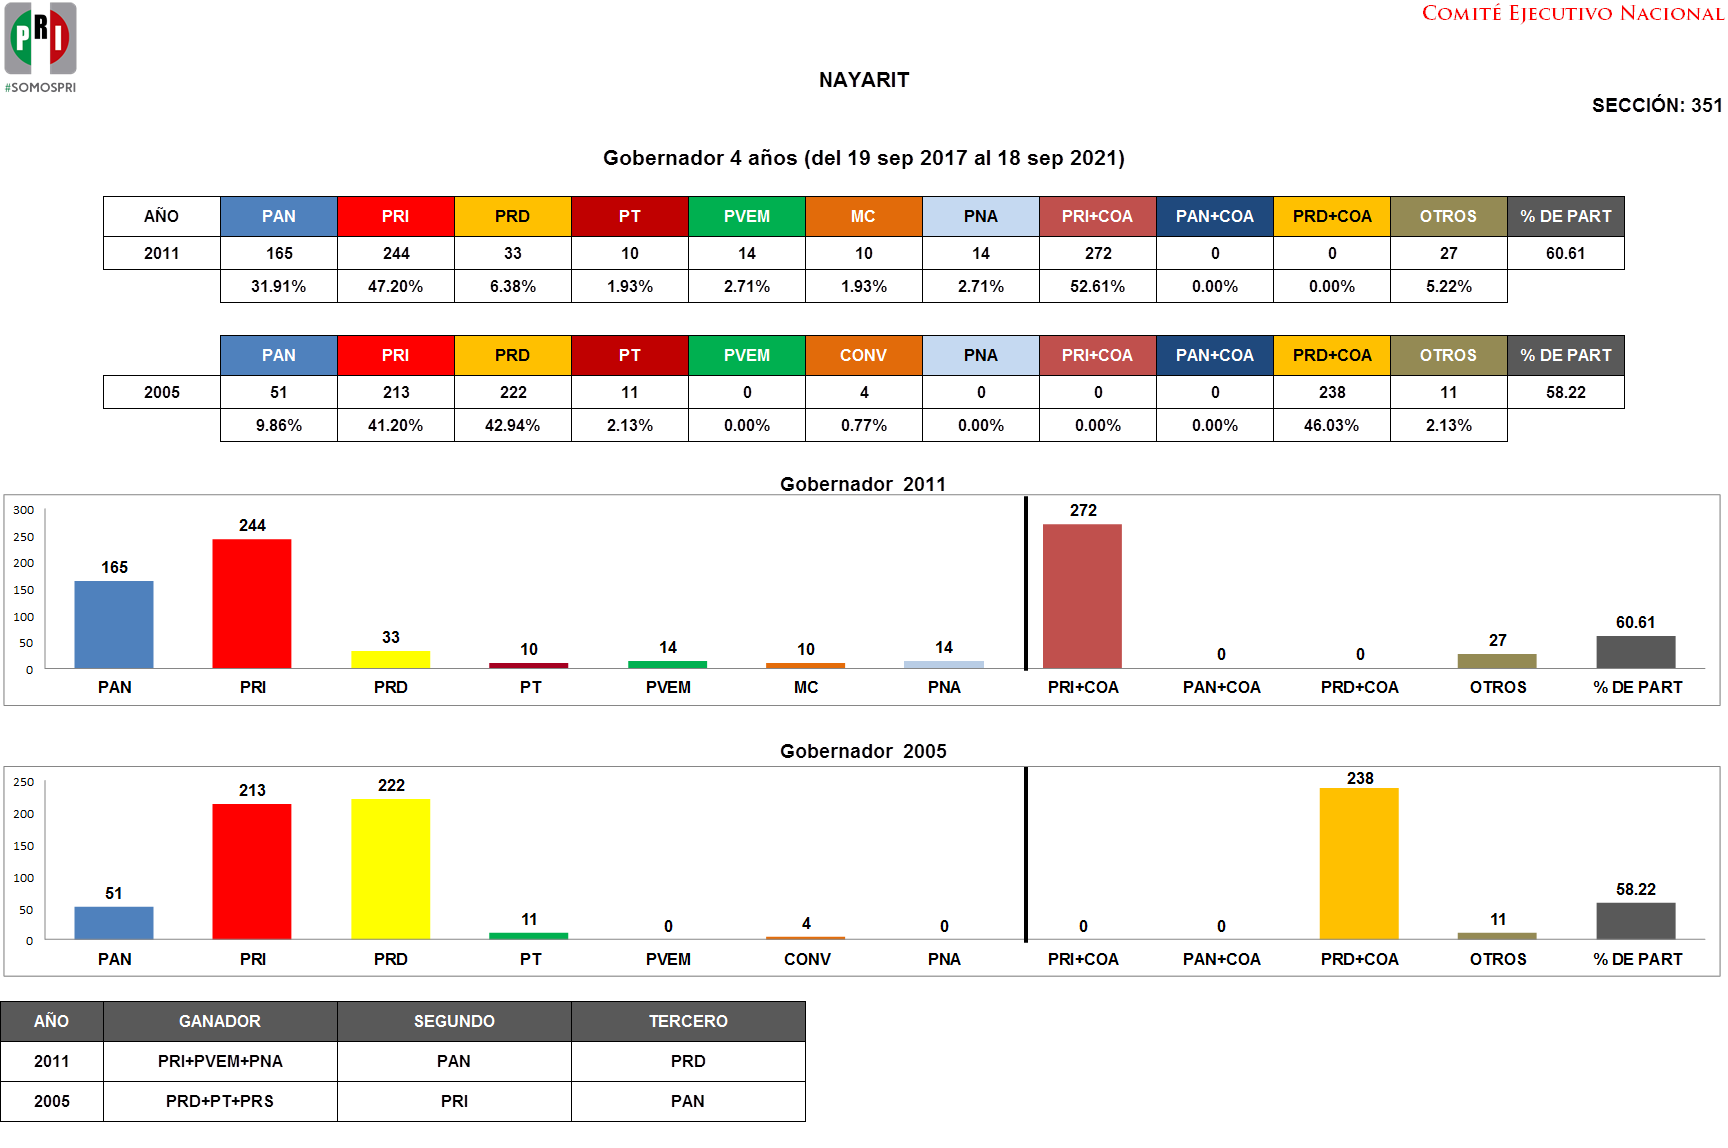 PRI
#SOMOSPRI
COMITÉ EJECUTIVO NACIONAL
NAYARIT
SECCIÓN: 351
Gobernador 4 años (del 19 sep 2017 al 18 sep 2021)
AÑO PAN PRI PRD PT PVEM MC PNA PRI+COA PAN+COA PRD+COA OTROS % DE PART
2011 165 244 33 10 14 10 14 272 0 0 27 60.61
31.91% 47.20% 6.38% 1.93% 2.71% 1.93% 2.71% 52.61% 0.00% 0.00% 5.22%
PAN PRI PRD PT PVEM CONV PNA PRI+COA PAN+COA PRD+COA OTROS % DE PART
2005 51 213 222 11 0 4 0 0 0 238 11 58.22
9.86% 41.20% 42.94% 2.13% 0.00% 0.77% 0.00% 0.00% 0.00% 46.03% 2.13%
Gobernador 2011
300
250
200
150
100
50
0
165 244 33 10 14 10 14 272 0 0 27 60.61
PAN PRI PRD PT PVEM MC PNA PRI+COA PAN+COA PRD+COA OTROS % DE PART
Gobernador 2005
250
200
150
100
50
0
51 213 222 11 0 4 0 0 0 238 11 58.22
PAN PRI PRD PT PVEM CONV PNA PRI+COA PAN+COA PRD+COA OTROS % DE PART
AÑO GANADOR SEGUNDO TERCERO
2011 PRI+PVEM+PNA PAN PRD
2005 PRD+PT+PRS PRI PAN